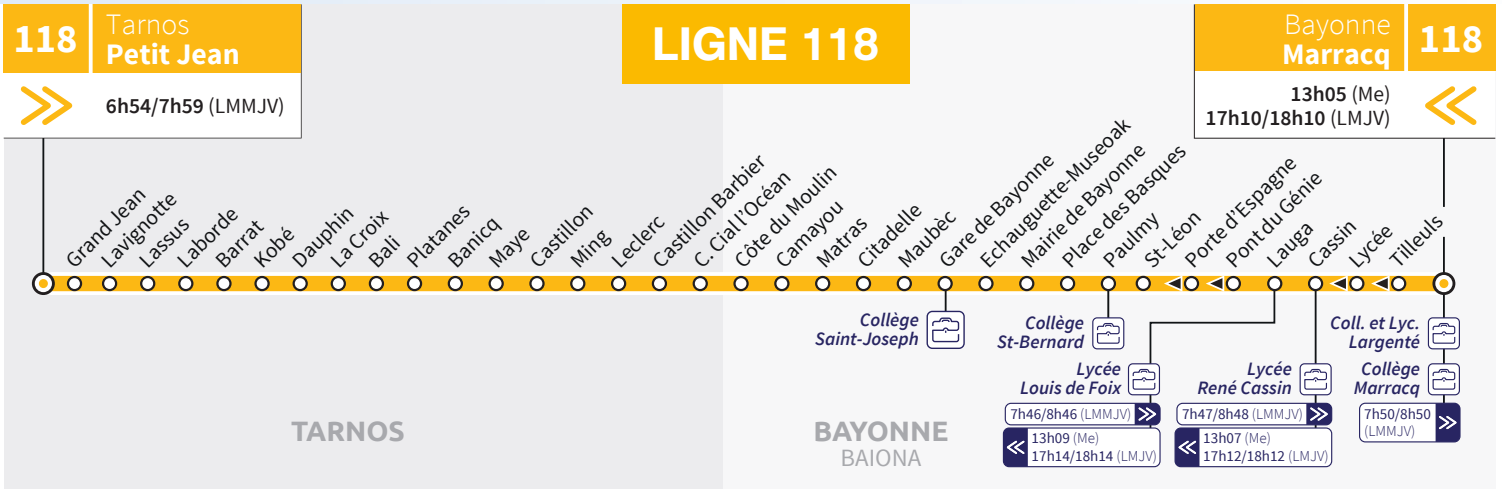 118
Tarnos
Petit Jean
6h54/7h59 (LMMJV)
LIGNE 118
Bayonne
Marracq
118
13h05 (Me)
17h10/18h10 (LMJV)
Grand Jean
Lavignotte
Lassus
Laborde
Barrat
Kobé
Dauphin
La Croix
Bali
Platanes
Banicq
Maye
Castillon
Ming
Leclerc
Castillon Barbier
C. Cial l'Océan
Côte du Moulin
Camayou
Matras
Citadelle
Maubèc
Gare de Bayonne
Echauguette-Museoak
Mairie de Bayonne
Place des Basques
Paulmy
St-Léon
Porte d'Espagne
Pont du Génie
Lauga
Cassin
Lycée
Tilleuls
Collège
Saint-Joseph
Collège
St-Bernard
Lycée
Louis de Foix
7h46/8h46 (LMMJV)
13h09 (Me)
17h14/18h14 (LMJV)
Lycée
René Cassin
7h47/8h48 (LMMJV)
13h07 (Me)
17h12/18h12 (LMJV)
Coll. et Lyc.
Largenté
Collège
Marracq
7h50/8h50
(LMMJV)
TARNOS
BAYONNE
BAIONA